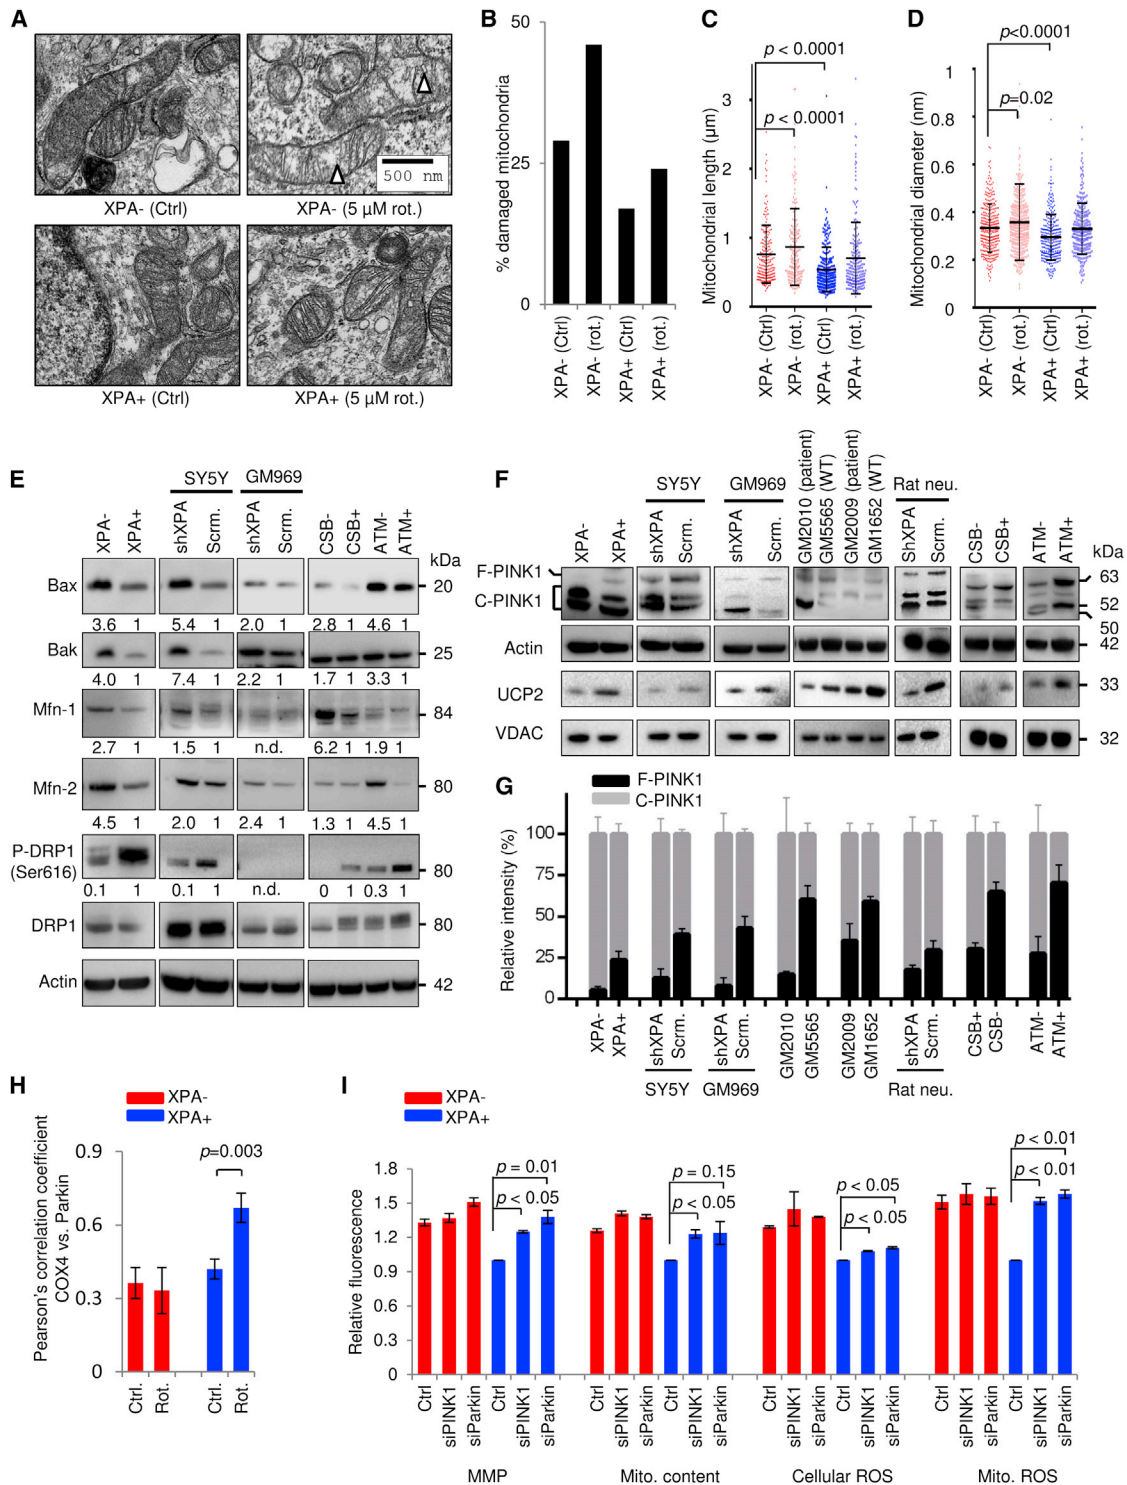 A
XPA- (Ctrl)
XPA- (5 µM rot.)
500 nm
XPA+ (Ctrl)
XPA+ (5 µM rot.)
B
% damaged mitochondria
50
25
0
XPA- (Ctrl)
XPA- (rot.)
XPA+ (Ctrl)
XPA+ (rot.)
C
p < 0.0001
p < 0.0001
Mitochondrial length (µm)
3
2
1
0
XPA- (Ctrl)
XPA- (rot.)
XPA+ (Ctrl)
XPA+ (rot.)
D
p<0.0001
p=0.02
Mitochondrial diameter (nm)
1
0.8
0.6
0.4
0.2
0
XPA- (Ctrl)
XPA- (rot.)
XPA+ (Ctrl)
XPA+ (rot.)
E
SY5Y
GM969
XPA-
XPA+
shXPA
Scrm.
shXPA
Scrm.
CSB-
CSB+
ATM-
ATM+
kDa
Bax
20
3.6 1 5.4 1 2.0 1 2.8 1 4.6 1
Bak
25
4.0 1 7.4 1 2.2 1 1.7 1 3.3 1
Mfn-1
84
2.7 1 1.5 1 n.d. 6.2 1 1.9 1
Mfn-2
80
4.5 1 2.0 1 2.4 1 1.3 1 4.5 1
P-DRP1
(Ser616)
80
0.1 1 0.1 1 n.d. 0 1 0.3 1
DRP1
80
Actin
42
F
SY5Y
GM969
Rat neu.
XPA-
XPA+
shXPA
Scrm.
shXPA
Scrm.
GM2010 (patient)
GM5565 (WT)
GM2009 (patient)
GM1652 (WT)
ShXPA
Scrm.
CSB-
CSB+
ATM-
ATM+
kDa
F-PINK1
63
C-PINK1
52
50
Actin
42
UCP2
33
VDAC
32
G
F-PINK1
C-PINK1
Relative intensity (%)
100
75
50
25
0
XPA-
XPA+
shXPA
Scrm.
shXPA
Scrm.
GM2010
GM5565
GM2009
GM1652
shXPA
Scrm.
CSB+
CSB-
ATM-
ATM+
SY5Y
GM969
Rat neu.
H
XPA-
XPA+
Pearson's correlation coefficient
COX4 vs. Parkin
0.9
0.6
0.3
0
p=0.003
Ctrl.
Rot.
Ctrl.
Rot.
I
XPA-
XPA+
Relative fluorescence
1.8
1.5
1.2
0.9
0.6
0.3
0
p = 0.01
p < 0.05
p = 0.15
p < 0.05
p < 0.05
p < 0.05
p < 0.01
p < 0.01
Ctrl
siPINK1
siParkin
Ctrl
siPINK1
siParkin
Ctrl
siPINK1
siParkin
Ctrl
siPINK1
siParkin
Ctrl
siPINK1
siParkin
Ctrl
siPINK1
siParkin
Ctrl
siPINK1
siParkin
Ctrl
siPINK1
siParkin
MMP
Mito. content
Cellular ROS
Mito. ROS